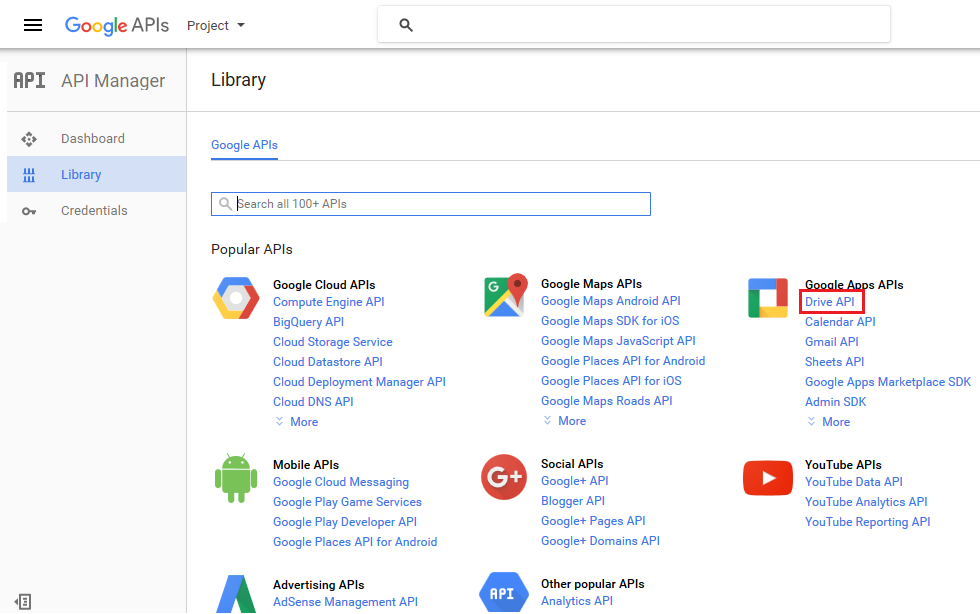 Google APIs Project
API API Manager
Library
Dashboard
Library
Credentials
Google APIs
Search all 100+ APIs
Popular APIs
Google Cloud APIs
Compute Engine API
BigQuery API
Cloud Storage Service
Cloud Datastore API
Cloud Deployment Manager API
Cloud DNS API
More
Google Maps APIs
Google Maps Android API
Google Maps SDK for iOS
Google Maps JavaScript API
Google Places API for Android
Google Places API for iOS
Google Maps Roads API
More
Google Apps APIs
Drive API
Calendar API
Gmail API
Sheets API
Google Apps Marketplace SDK
Admin SDK
More
Mobile APIs
Google Cloud Messaging
Google Play Game Services
Google Play Developer API
Google Places API for Android
G+
Social APIs
Google+ API
Blogger API
Google+ Pages API
Google+ Domains API
YouTube APIs
YouTube Data API
YouTube Analytics API
YouTube Reporting API
Advertising APIs
AdSense Management API
API
Other popular APIs
Analytics API